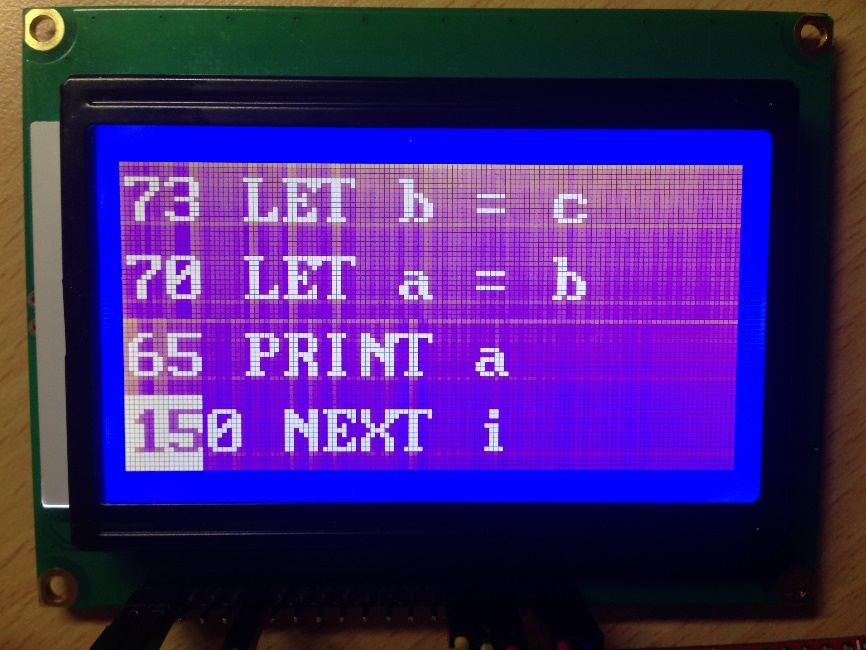 73 LET b = c
70 LET a = b
65 PRINT a
150 NEXT i